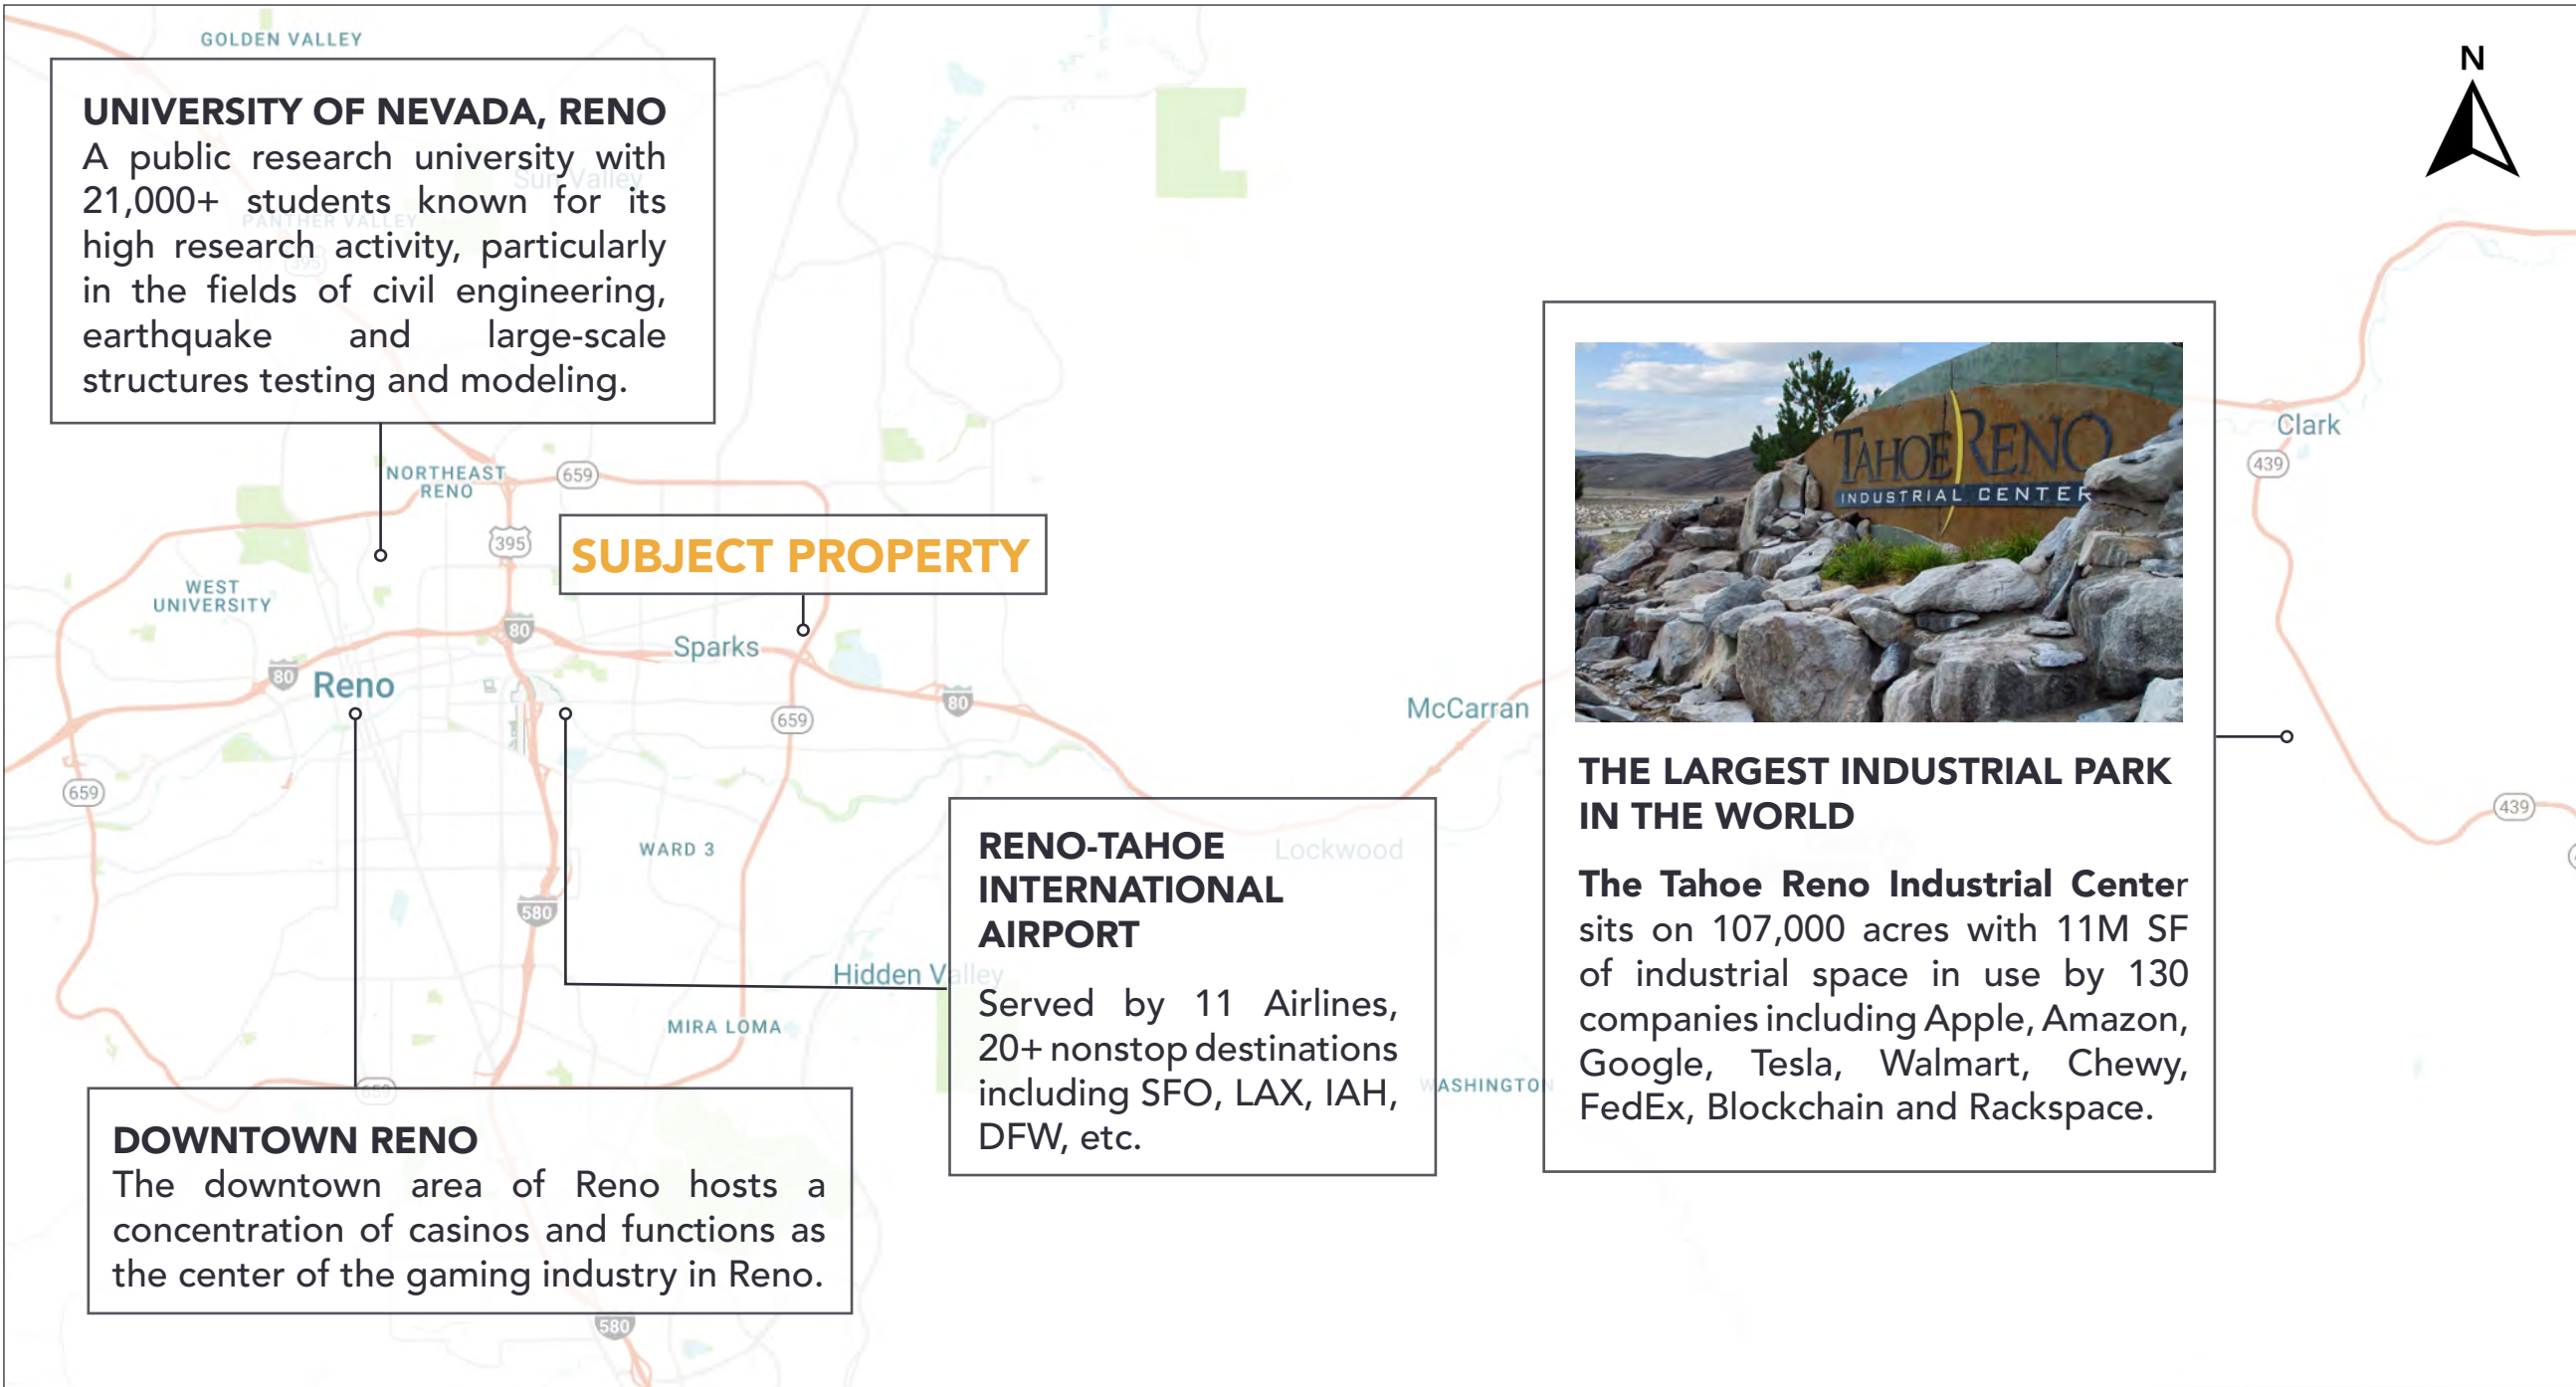 GOLDEN VALLEY
N
UNIVERSITY OF NEVADA, RENO
A public research university with
21,000+ students known for its
high research activity, particularly
in the fields of civil engineering,
earthquake and large-scale
structures testing and modeling.
Sun Valley
PANTHER VALLEY
395
NORTHEAST
RENO
659
395
SUBJECT PROPERTY
WEST
UNIVERSITY
80
Sparks
80
Reno
80
659
659
McCarran
Clark
439
439
TAHOE RENO
INDUSTRIAL CENTER
THE LARGEST INDUSTRIAL PARK
IN THE WORLD
The Tahoe Reno Industrial Center
sits on 107,000 acres with 11M SF
of industrial space in use by 130
companies including Apple, Amazon,
Google, Tesla, Walmart, Chewy,
FedEx, Blockchain and Rackspace.
WARD 3
Lockwood
580
RENO-TAHOE
INTERNATIONAL
AIRPORT
Served by 11 Airlines,
20+ nonstop destinations
including SFO, LAX, IAH,
DFW, etc.
Hidden Valley
MIRA LOMA
WASHINGTON
659
DOWNTOWN RENO
The downtown area of Reno hosts a
concentration of casinos and functions as
the center of the gaming industry in Reno.
580